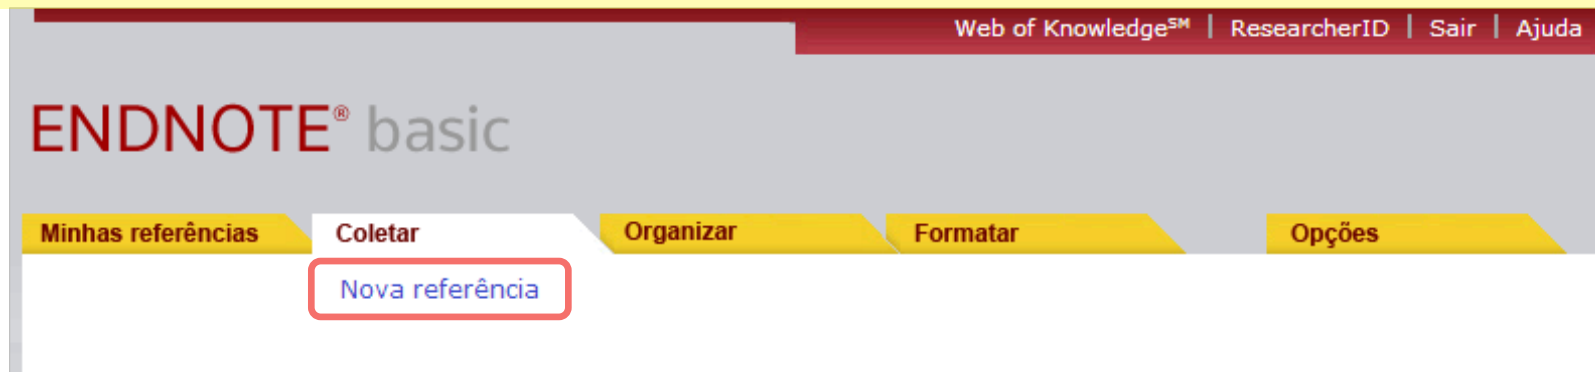 Web of Knowledge℠ | ResearcherID | Sair | Ajuda
ENDNOTE® basic
Minhas referências Coletar Organizar Formatar Opções
Nova referência